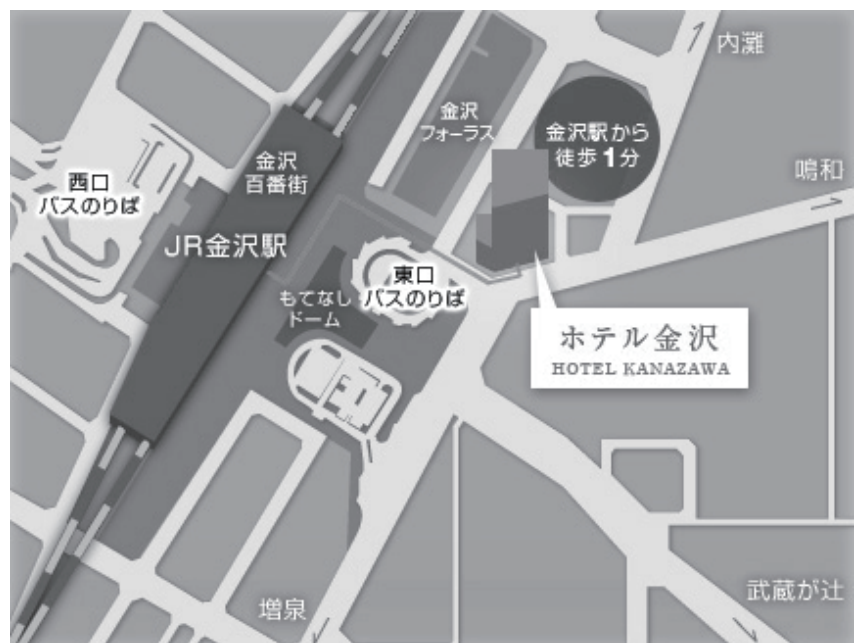 内灘
金沢
フォーラス
金沢駅から
徒歩1分
鳴和
金沢
百番街
西口
バスのりば
JR金沢駅
東口
バスのりば
もてなし
ドーム
ホテル金沢
HOTEL KANAZAWA
武蔵が辻
増泉